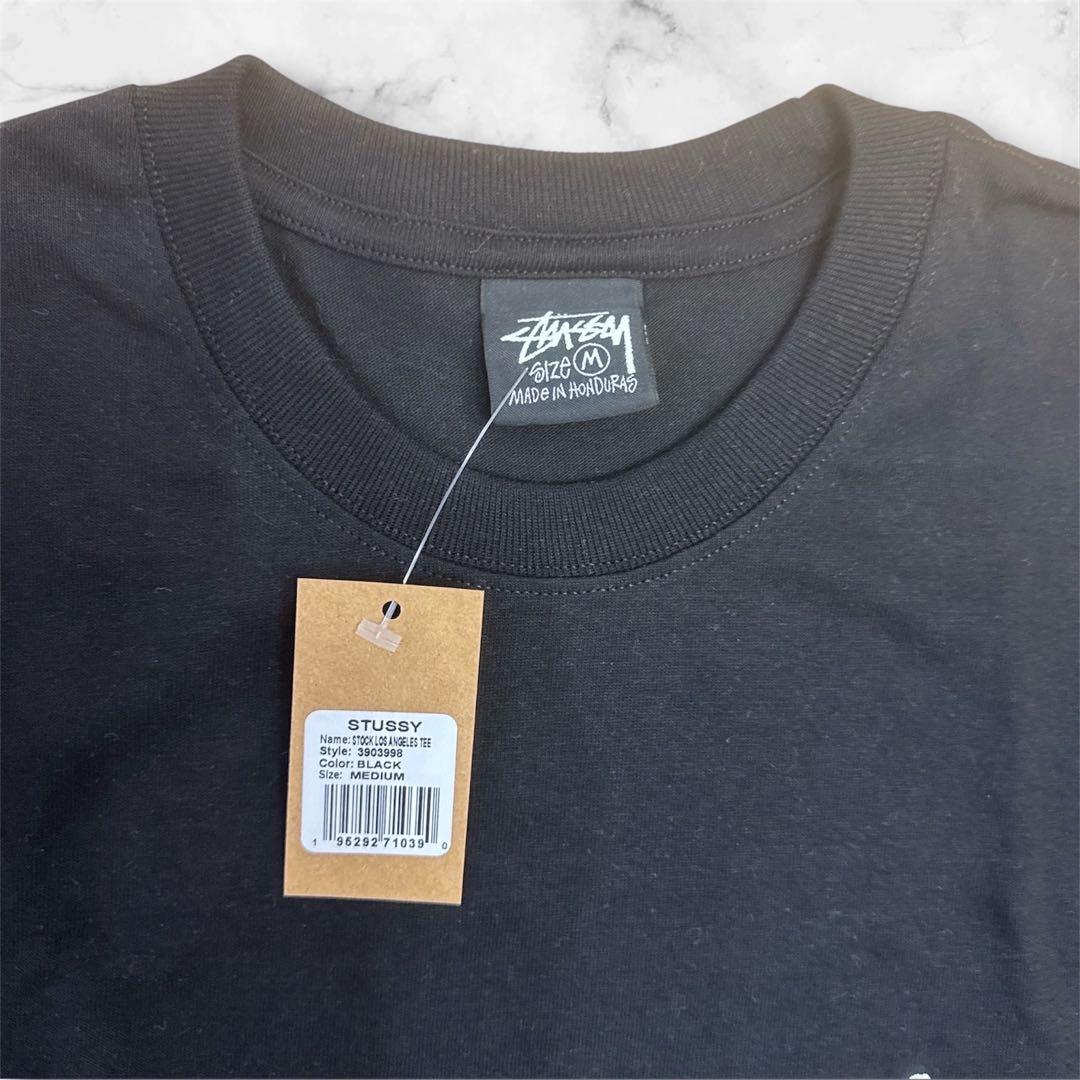 STUSSY
SIZE M
MADE IN HONDURAS
STUSSY
Name: STOCK LOS ANGELES TEE
Style: 3903998
Color: BLACK
Size: MEDIUM
1 95292 71039 0